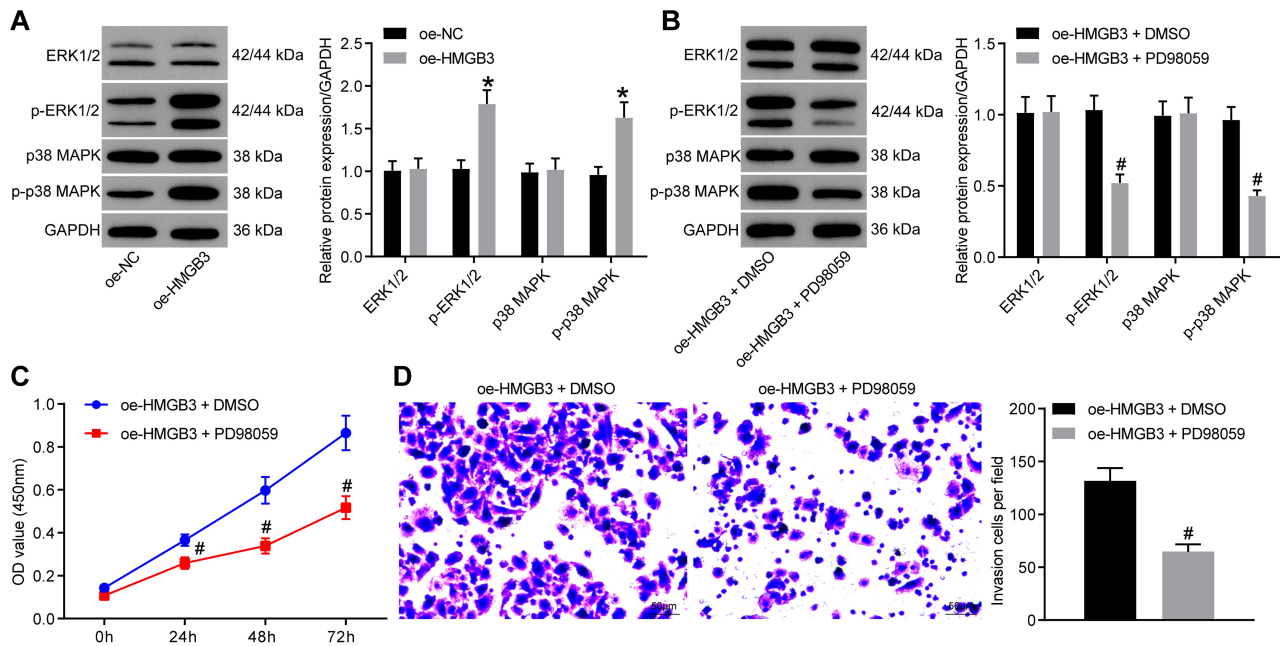 A
ERK1/2
42/44 kDa
p-ERK1/2
42/44 kDa
p38 MAPK
38 kDa
p-p38 MAPK
38 kDa
GAPDH
36 kDa
oe-NC
oe-HMGB3
oe-NC
oe-HMGB3
Relative protein expression/GAPDH
2.5
2.0
1.5
1.0
0.5
0.0
*
*
ERK1/2
p-ERK1/2
p38 MAPK
p-p38 MAPK
B
ERK1/2
42/44 kDa
p-ERK1/2
42/44 kDa
p38 MAPK
38 kDa
p-p38 MAPK
38 kDa
GAPDH
36 kDa
oe-HMGB3 + DMSO
oe-HMGB3 + PD98059
oe-HMGB3 + DMSO
oe-HMGB3 + PD98059
Relative protein expression/GAPDH
1.5
1.0
0.5
0.0
#
#
ERK1/2
p-ERK1/2
p38 MAPK
p-p38 MAPK
C
oe-HMGB3 + DMSO
oe-HMGB3 + PD98059
OD value (450nm)
1.0
0.8
0.6
0.4
0.2
0.0
#
#
#
0h
24h
48h
72h
D
oe-HMGB3 + DMSO
oe-HMGB3 + PD98059
50μm
50μm
oe-HMGB3 + DMSO
oe-HMGB3 + PD98059
Invasion cells per field
200
150
100
50
0
#